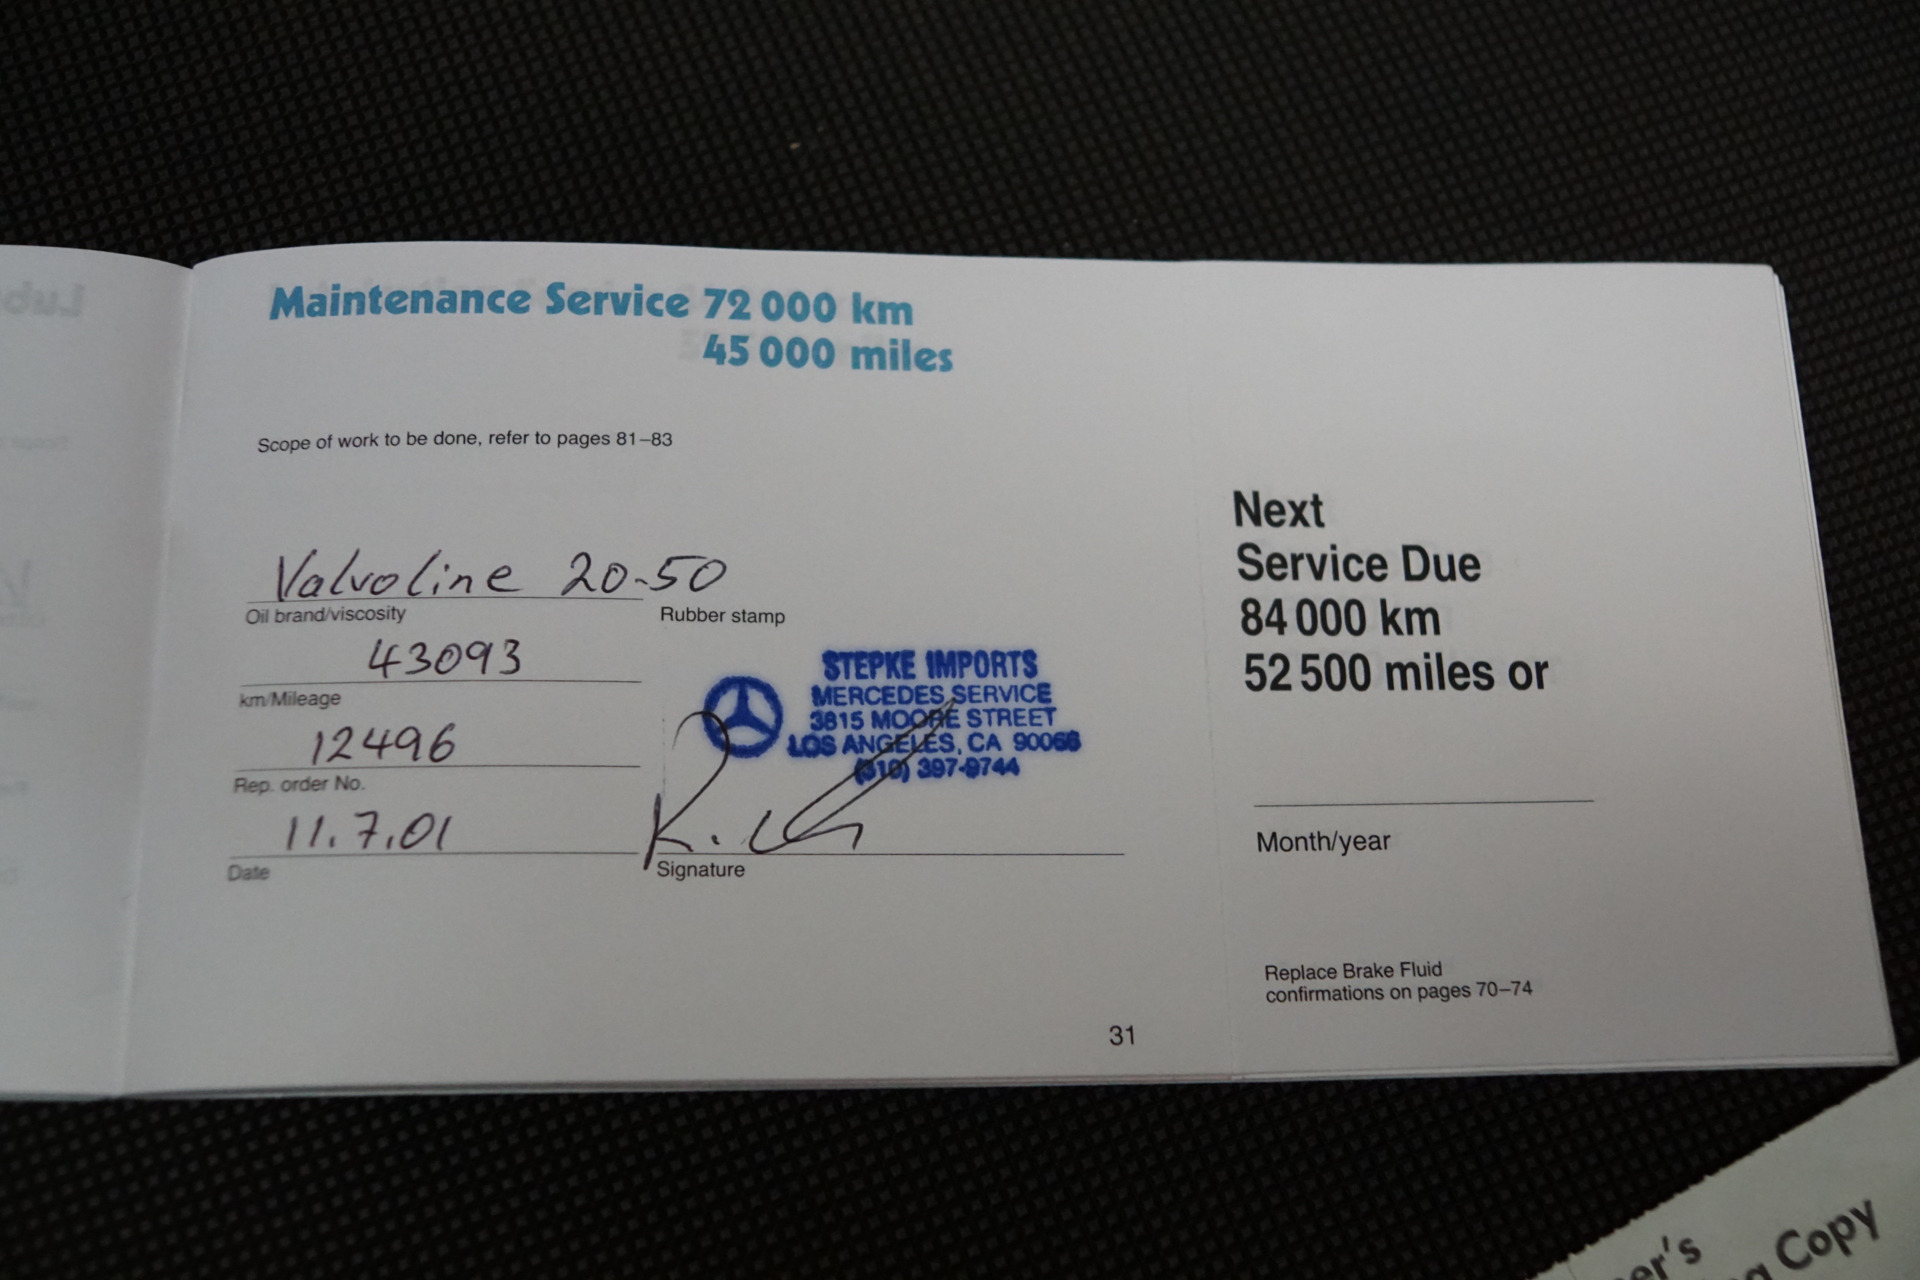 Maintenance Service 72 000 km
45 000 miles
Scope of work to be done, refer to pages 81–83
Valvoline 20-50
Oil brand/viscosity
Rubber stamp
43093
km/Mileage
12496
Rep. order No.
11.7.01
Date
STEPKE IMPORTS
MERCEDES SERVICE
3815 MOORE STREET
LOS ANGELES, CA 90066
(310) 397-9744
Signature
Next
Service Due
84 000 km
52 500 miles or
Month/year
Replace Brake Fluid
confirmations on pages 70–74
31
Copy